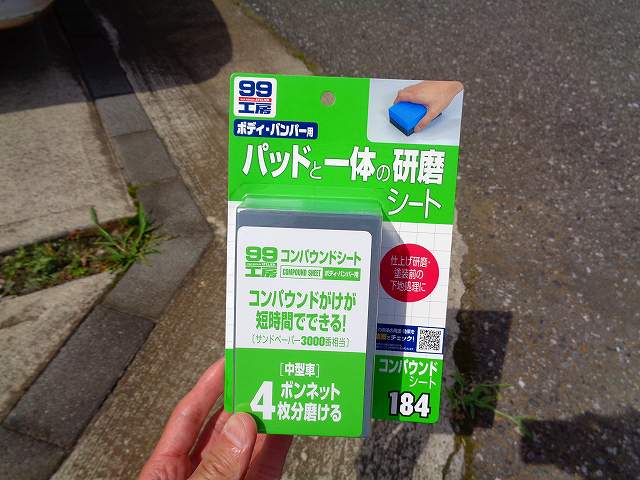 99
工房
ボディ・バンパー用
パッドと一体の研磨
シート
99
工房
コンパウンドシート
COMPOUND SHEET
ボディ・バンパー用
コンパウンドがけが
短時間でできる!
[サンドペーパー3000番相当]
[中型車]
4
ボンネット
枚分磨ける
仕上げ研磨・
塗装前の
下地処理に
チェック!
コンパウンド
シート
184